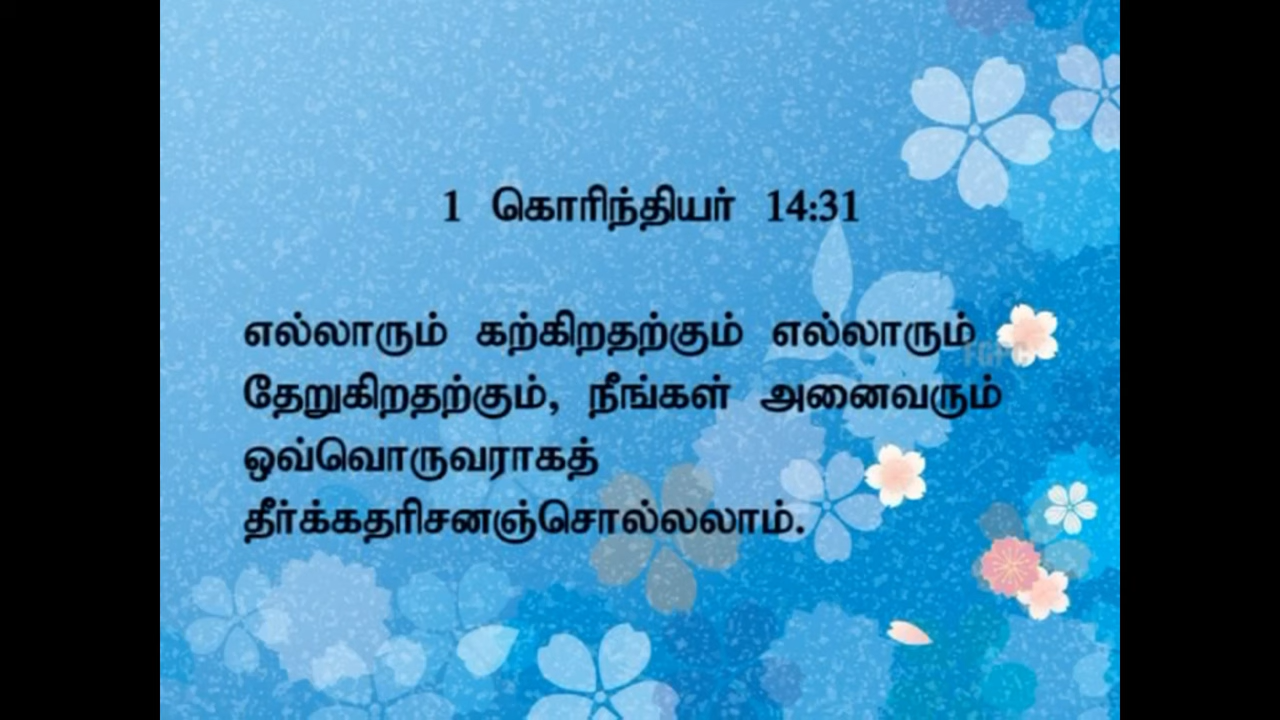 1 கொரிந்தியர் 14:31
எல்லாரும் கற்கிறதற்கும் எல்லாரும்
தேறுகிறதற்கும், நீங்கள் அனைவரும்
ஒவ்வொருவராகத்
தீர்க்கதரிசனஞ்சொல்லலாம்.